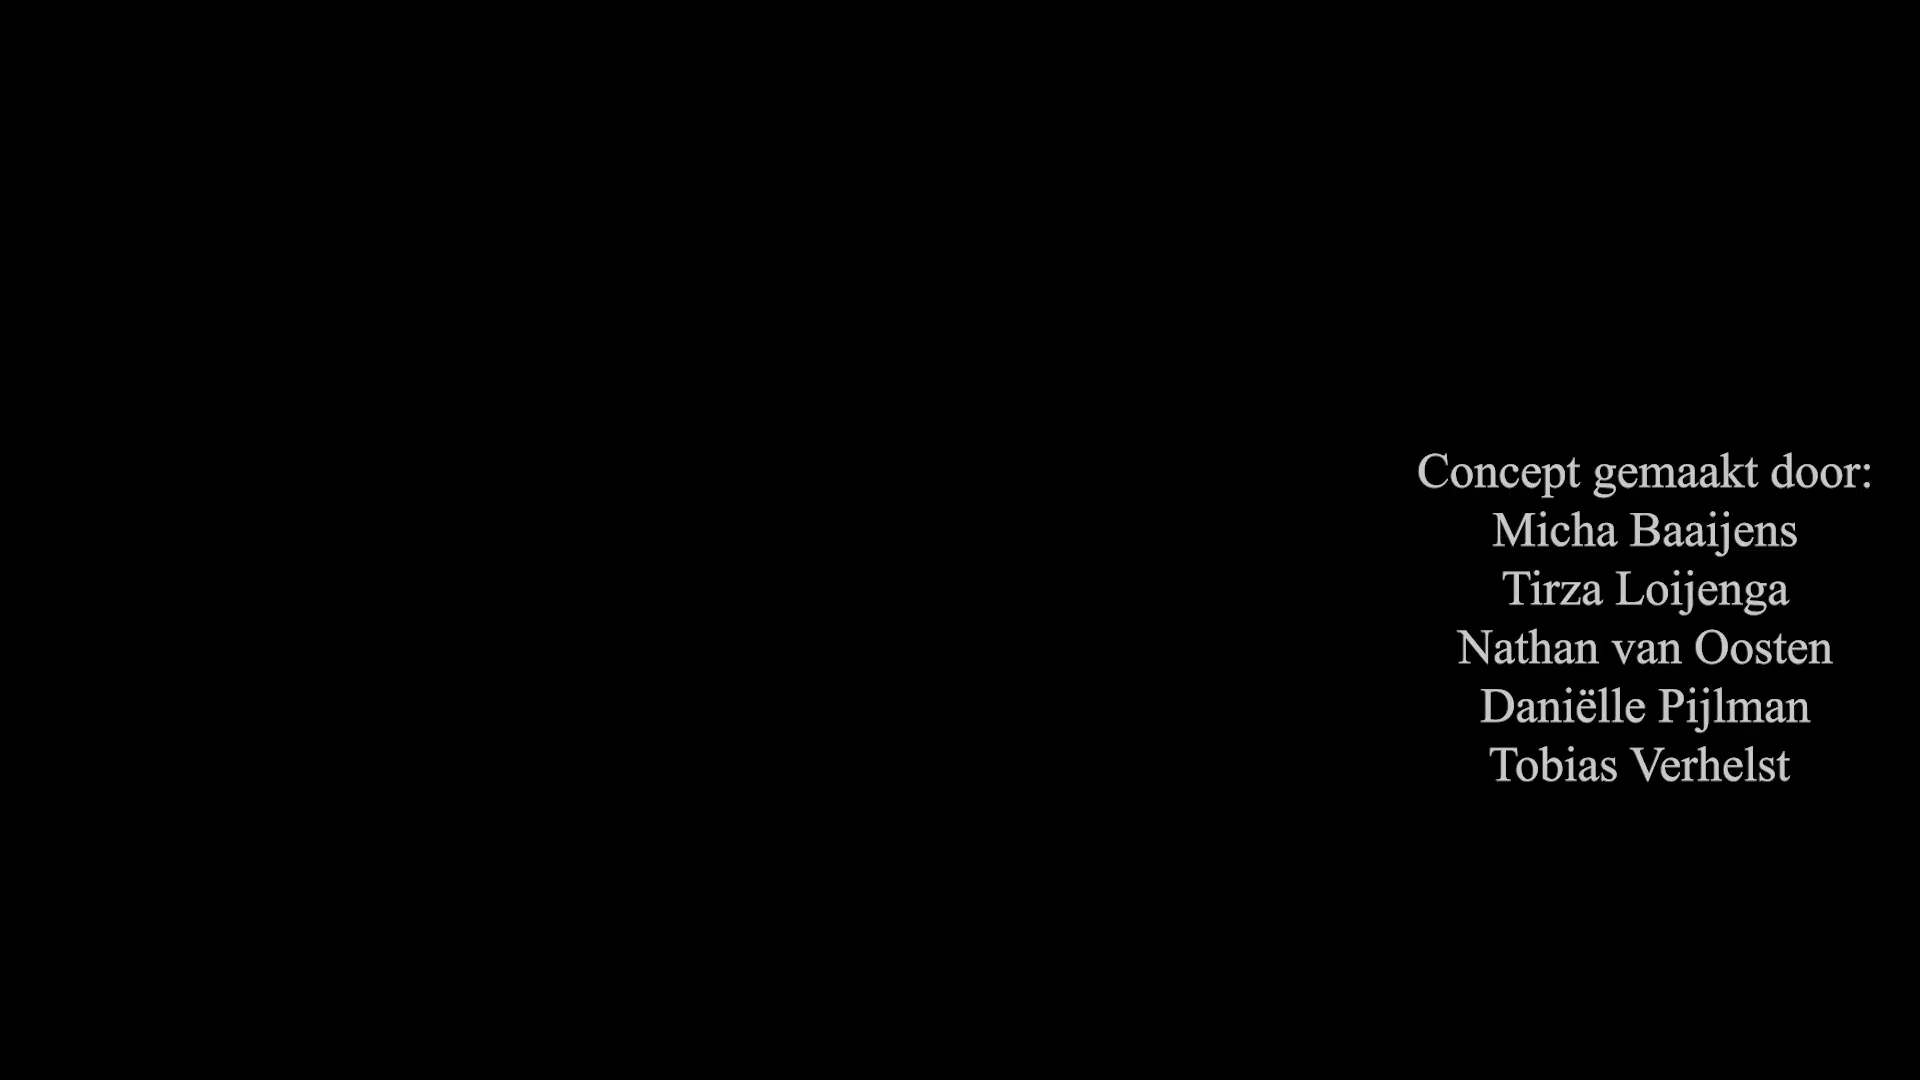 Concept gemaakt door:
Micha Baaijens
Tirza Loijenga
Nathan van Oosten
Daniëlle Pijlman
Tobias Verhelst